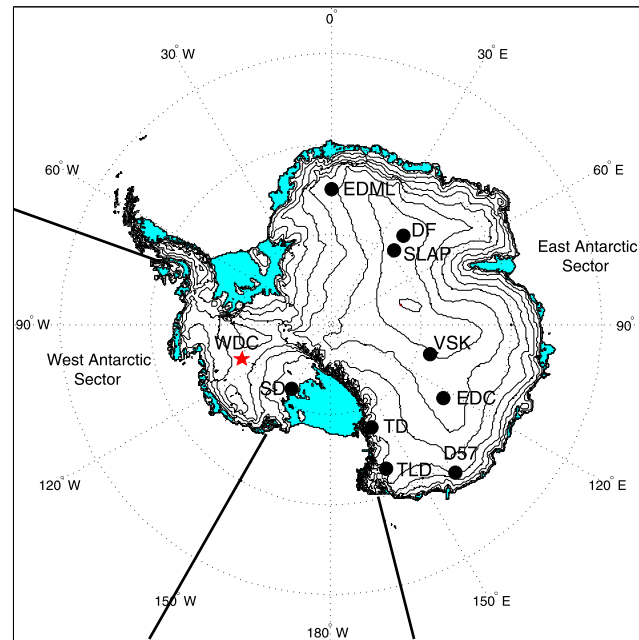 0°
30° W
30° E
60° W
60° E
EDML
DF
SLAP
East Antarctic
Sector
90° W
90° E
WDC
VSK
West Antarctic
Sector
SD
EDC
TD
D57
TLD
120° W
120° E
150° W
150° E
180° W